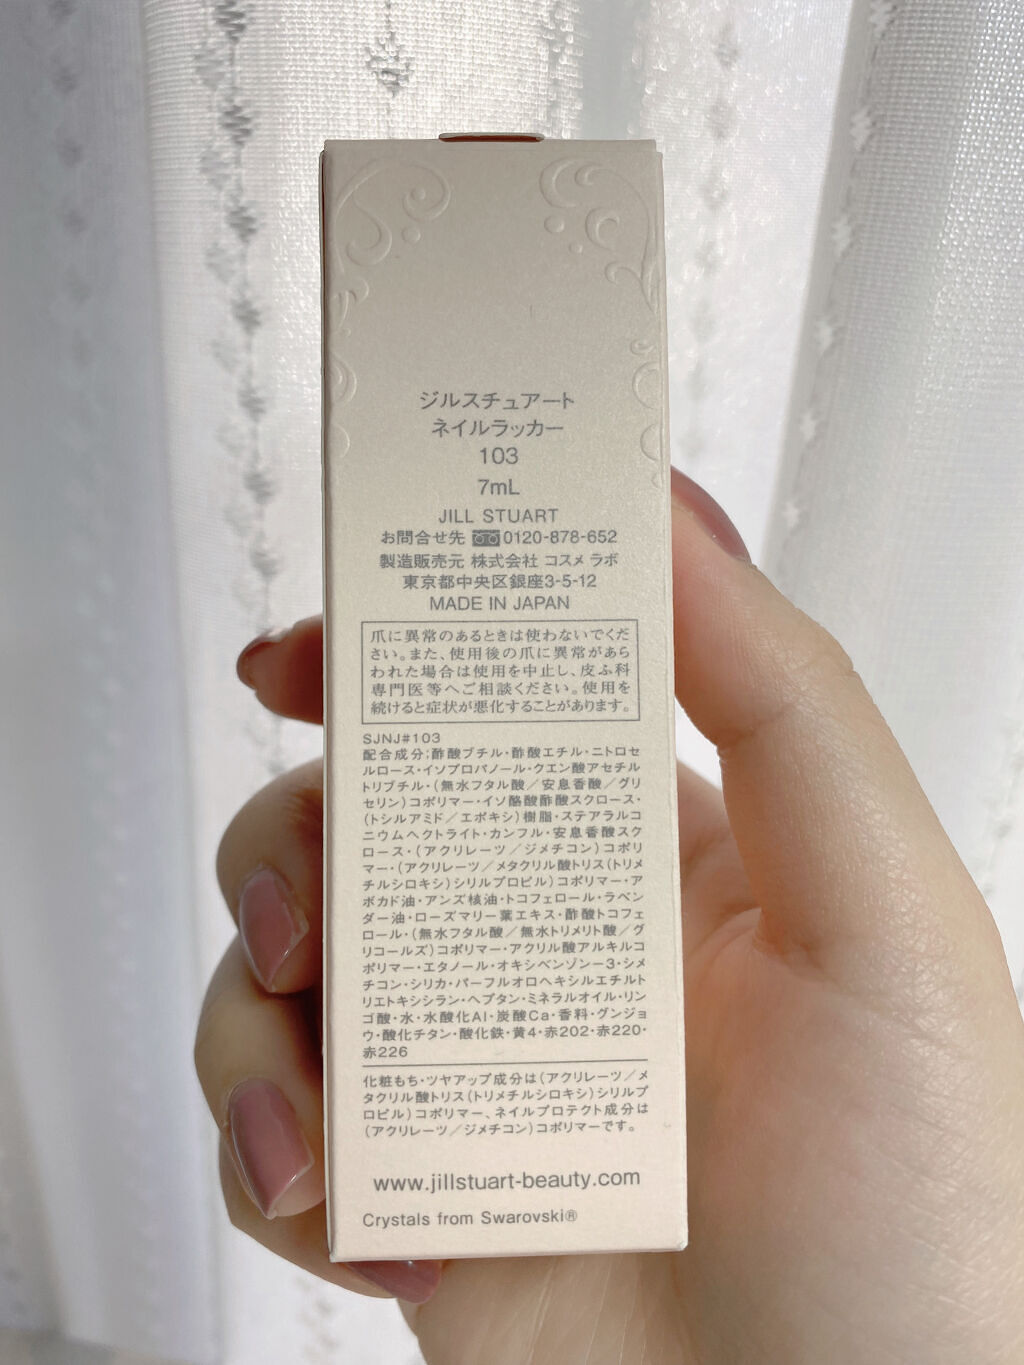 ジルスチュアート
ネイルラッカー
103
7mL
JILL STUART
お問合せ先 0120-878-652
製造販売元 株式会社 コスメ ラボ
東京都中央区銀座3-5-12
MADE IN JAPAN
爪に異常のあるときは使わないでくだ
さい。また、使用後の爪に異常があら
われた場合は使用を中止し、皮ふ科
専門医等へご相談ください。使用を
続けると症状が悪化することがあります。
SJNJ#103
配合成分;酢酸ブチル・酢酸エチル・ニトロセ
ルロース・イソプロパノール・クエン酸アセチル
トリブチル・(無水フタル酸/安息香酸/グリ
セリン)コポリマー・イソ酪酸酢酸スクロース・
(トシルアミド/エポキシ)樹脂・ステアラルコ
ニウムヘクトライト・カンフル・安息香酸スク
ロース・(アクリレーツ/ジメチコン)コポリ
マー・(アクリレーツ/メタクリル酸トリス(トリメ
チルシロキシ)シリルプロピル)コポリマー・ア
ボカド油・アンズ核油・トコフェロール・ラベン
ダー油・ローズマリー葉エキス・酢酸トコフェ
ロール・(無水フタル酸/無水トリメリト酸/グ
リコールズ)コポリマー・アクリル酸アルキルコ
ポリマー・エタノール・オキシベンゾン-3・シメ
チコン・シリカ・パーフルオロヘキシルエチルト
リエトキシシラン・ヘプタン・ミネラルオイル・リン
ゴ酸・水・水酸化Al・炭酸Ca・香料・グンジョ
ウ・酸化チタン・酸化鉄・黄4・赤202・赤220・
赤226
化粧もち・ツヤアップ成分は(アクリレーツ/メ
タクリル酸トリス(トリメチルシロキシ)シリルプ
ロピル)コポリマー、ネイルプロテクト成分は
(アクリレーツ/ジメチコン)コポリマーです。
www.jillstuart-beauty.com
Crystals from Swarovski®